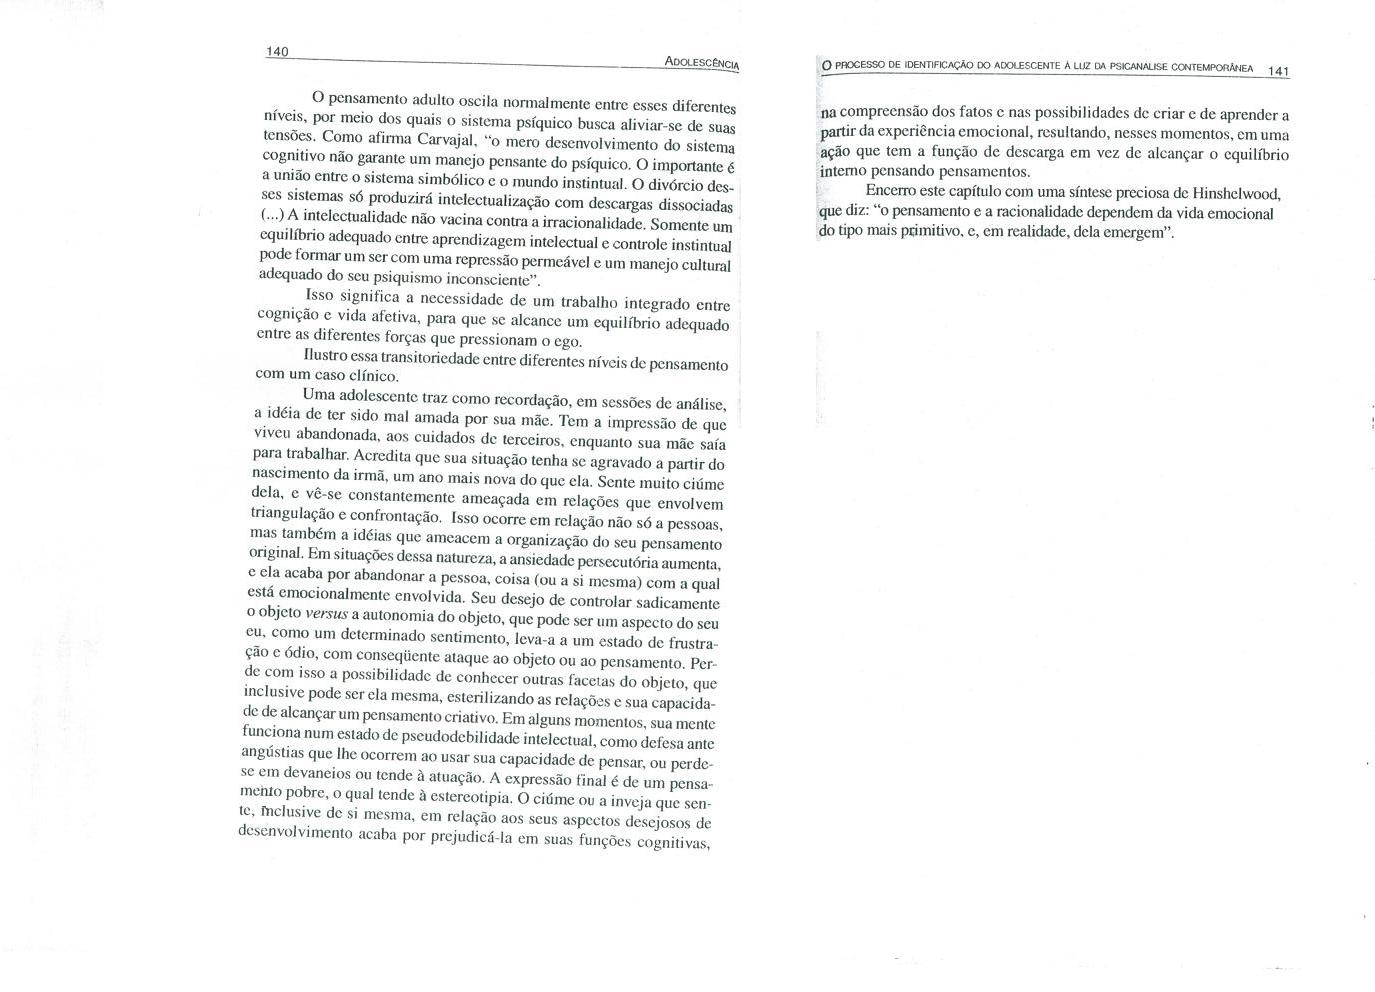 140
ADOLESCÊNCIA
O pensamento adulto oscila normalmente entre esses diferentes
níveis, por meio dos quais o sistema psíquico busca aliviar-se de suas
tensões. Como afirma Carvajal, “o mero desenvolvimento do sistema
cognitivo não garante um manejo pensante do psíquico. O importante é
a união entre o sistema simbólico e o mundo instintual. O divórcio des-
ses sistemas só produzirá intelectualização com descargas dissociadas
(...) A intelectualidade não vacina contra a irracionalidade. Somente um
equilíbrio adequado entre aprendizagem intelectual e controle instintual
pode formar um ser com uma repressão permeável e um manejo cultural
adequado do seu psiquismo inconsciente”.
Isso significa a necessidade de um trabalho integrado entre
cognição e vida afetiva, para que se alcance um equilíbrio adequado
entre as diferentes forças que pressionam o ego.
Ilustro essa transitoriedade entre diferentes níveis de pensamento
com um caso clínico.
Uma adolescente traz como recordação, em sessões de análise,
a idéia de ter sido mal amada por sua mãe. Tem a impressão de que
viveu abandonada, aos cuidados de terceiros, enquanto sua mãe saía
para trabalhar. Acredita que sua situação tenha se agravado a partir do
nascimento da irmã, um ano mais nova do que ela. Sente muito ciúme
dela, e vê-se constantemente ameaçada em relações que envolvem
triangulação e confrontação. Isso ocorre em relação não só a pessoas,
mas também a idéias que ameacem a organização do seu pensamento
original. Em situações dessa natureza, a ansiedade persecutória aumenta,
e ela acaba por abandonar a pessoa, coisa (ou a si mesma) com a qual
está emocionalmente envolvida. Seu desejo de controlar sadicamente
o objeto versus a autonomia do objeto, que pode ser um aspecto do seu
eu, como um determinado sentimento, leva-a a um estado de frustra-
ção e ódio, com conseqüente ataque ao objeto ou ao pensamento. Per-
de com isso a possibilidade de conhecer outras facetas do objeto, que
inclusive pode ser ela mesma, esterilizando as relações e sua capacida-
de de alcançar um pensamento criativo. Em alguns momentos, sua mente
funciona num estado de pseudodebilidade intelectual, como defesa ante
angústias que lhe ocorrem ao usar sua capacidade de pensar, ou perde-
se em devaneios ou tende à atuação. A expressão final é de um pensa-
mento pobre, o qual tende à estereotipia. O ciúme ou a inveja que sen-
te, inclusive de si mesma, em relação aos seus aspectos desejosos de
desenvolvimento acaba por prejudicá-la em suas funções cognitivas,
O PROCESSO DE IDENTIFICAÇÃO DO ADOLESCENTE À LUZ DA PSICANÁLISE CONTEMPORÂNEA 141
na compreensão dos fatos e nas possibilidades de criar e de aprender a
partir da experiência emocional, resultando, nesses momentos, em uma
ação que tem a função de descarga em vez de alcançar o equilíbrio
interno pensando pensamentos.
Encerro este capítulo com uma síntese preciosa de Hinshelwood,
que diz: “o pensamento e a racionalidade dependem da vida emocional
do tipo mais primitivo, e, em realidade, dela emergem”.